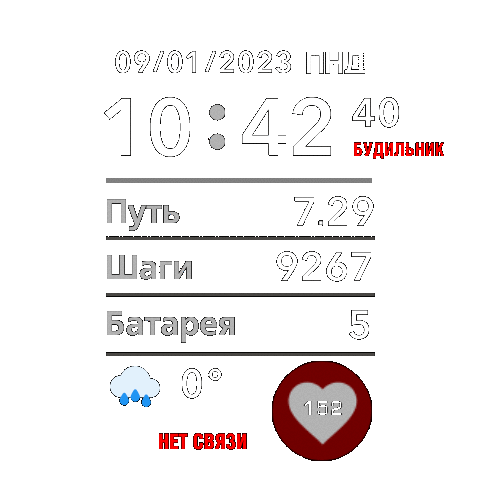 09/01/2023 ПНД
10:42 40
БУДИЛЬНИК
Путь 7.29
Шаги 9267
Батарея 5
0°
152
НЕТ СВЯЗИ